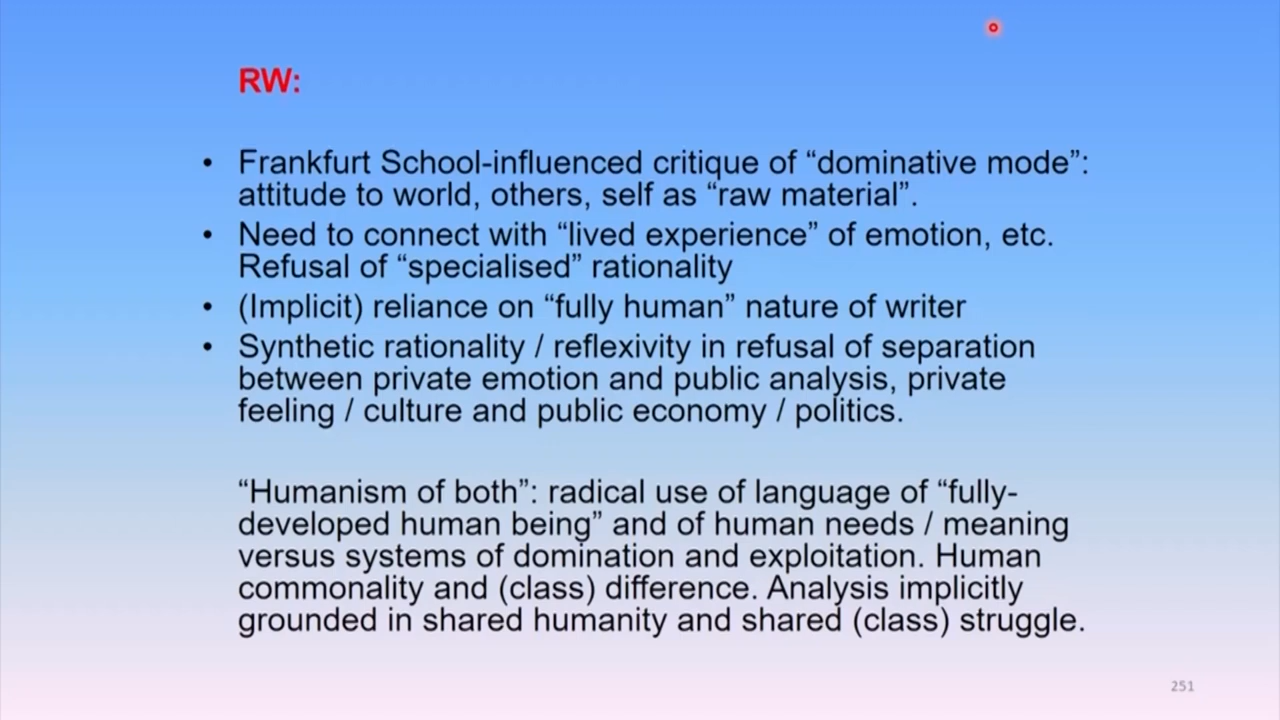 RW:
• Frankfurt School-influenced critique of “dominative mode”:
attitude to world, others, self as “raw material”.
• Need to connect with “lived experience” of emotion, etc.
Refusal of “specialised” rationality
• (Implicit) reliance on “fully human” nature of writer
• Synthetic rationality / reflexivity in refusal of separation
between private emotion and public analysis, private
feeling / culture and public economy / politics.
“Humanism of both”: radical use of language of “fully-
developed human being” and of human needs / meaning
versus systems of domination and exploitation. Human
commonality and (class) difference. Analysis implicitly
grounded in shared humanity and shared (class) struggle.
251